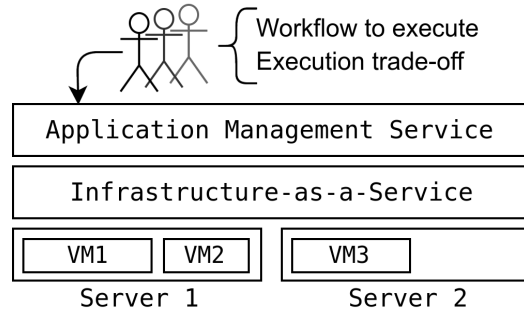 Workflow to execute
Execution trade-off
Application Management Service
Infrastructure-as-a-Service
VM1 VM2 VM3
Server 1 Server 2